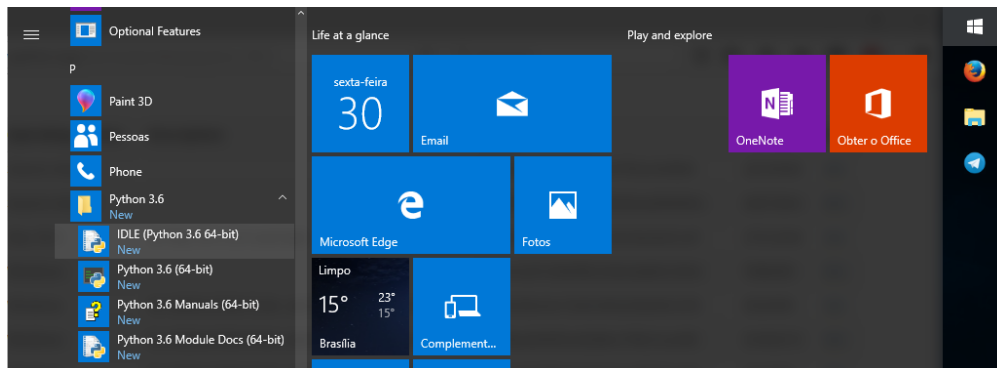 Optional Features
P
Paint 3D
Pessoas
Phone
Python 3.6
New
IDLE (Python 3.6 64-bit)
New
Python 3.6 (64-bit)
New
Python 3.6 Manuals (64-bit)
New
Python 3.6 Module Docs (64-bit)
New
Life at a glance
sexta-feira
30
Email
Microsoft Edge
Fotos
Limpo
15°
23°
15°
Brasília
Complement...
Play and explore
N
OneNote
Obter o Office